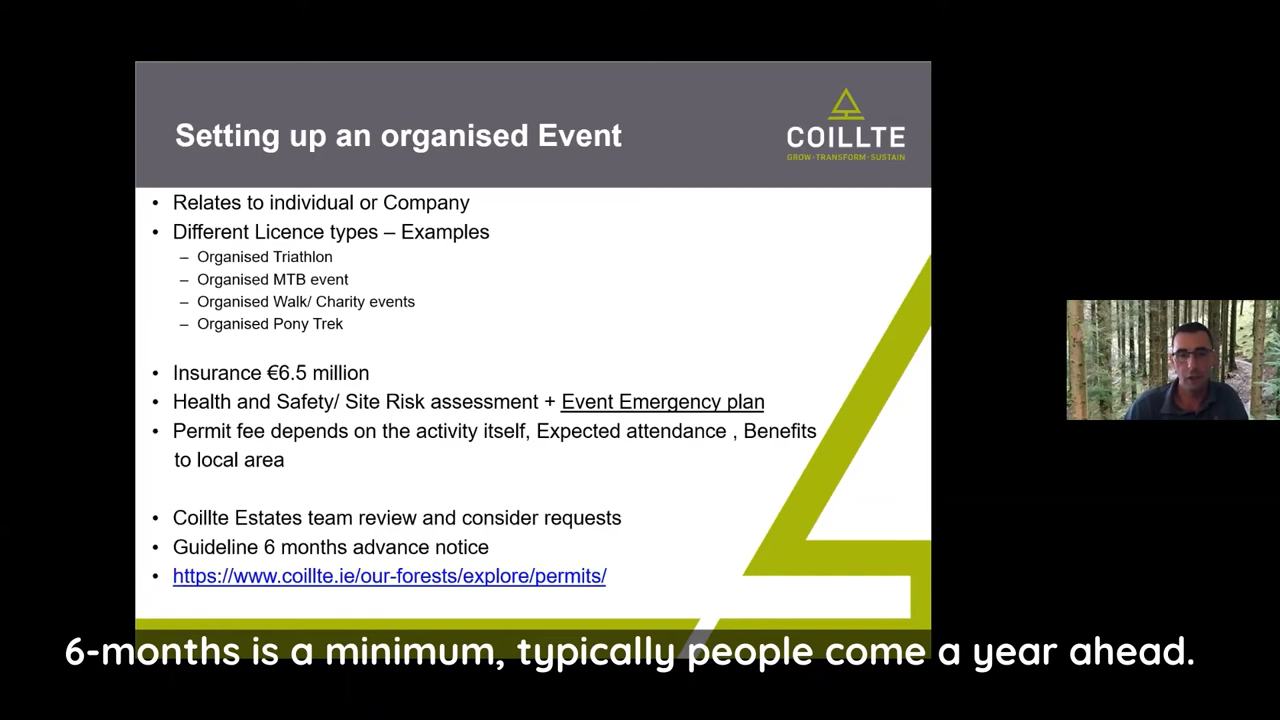 Setting up an organised Event
COILLTE
GROW·TRANSFORM·SUSTAIN
• Relates to individual or Company
• Different Licence types – Examples
– Organised Triathlon
– Organised MTB event
– Organised Walk/ Charity events
– Organised Pony Trek
• Insurance €6.5 million
• Health and Safety/ Site Risk assessment + Event Emergency plan
• Permit fee depends on the activity itself, Expected attendance , Benefits
to local area
• Coillte Estates team review and consider requests
• Guideline 6 months advance notice
• https://www.coillte.ie/our-forests/explore/permits/
6-months is a minimum, typically people come a year ahead.